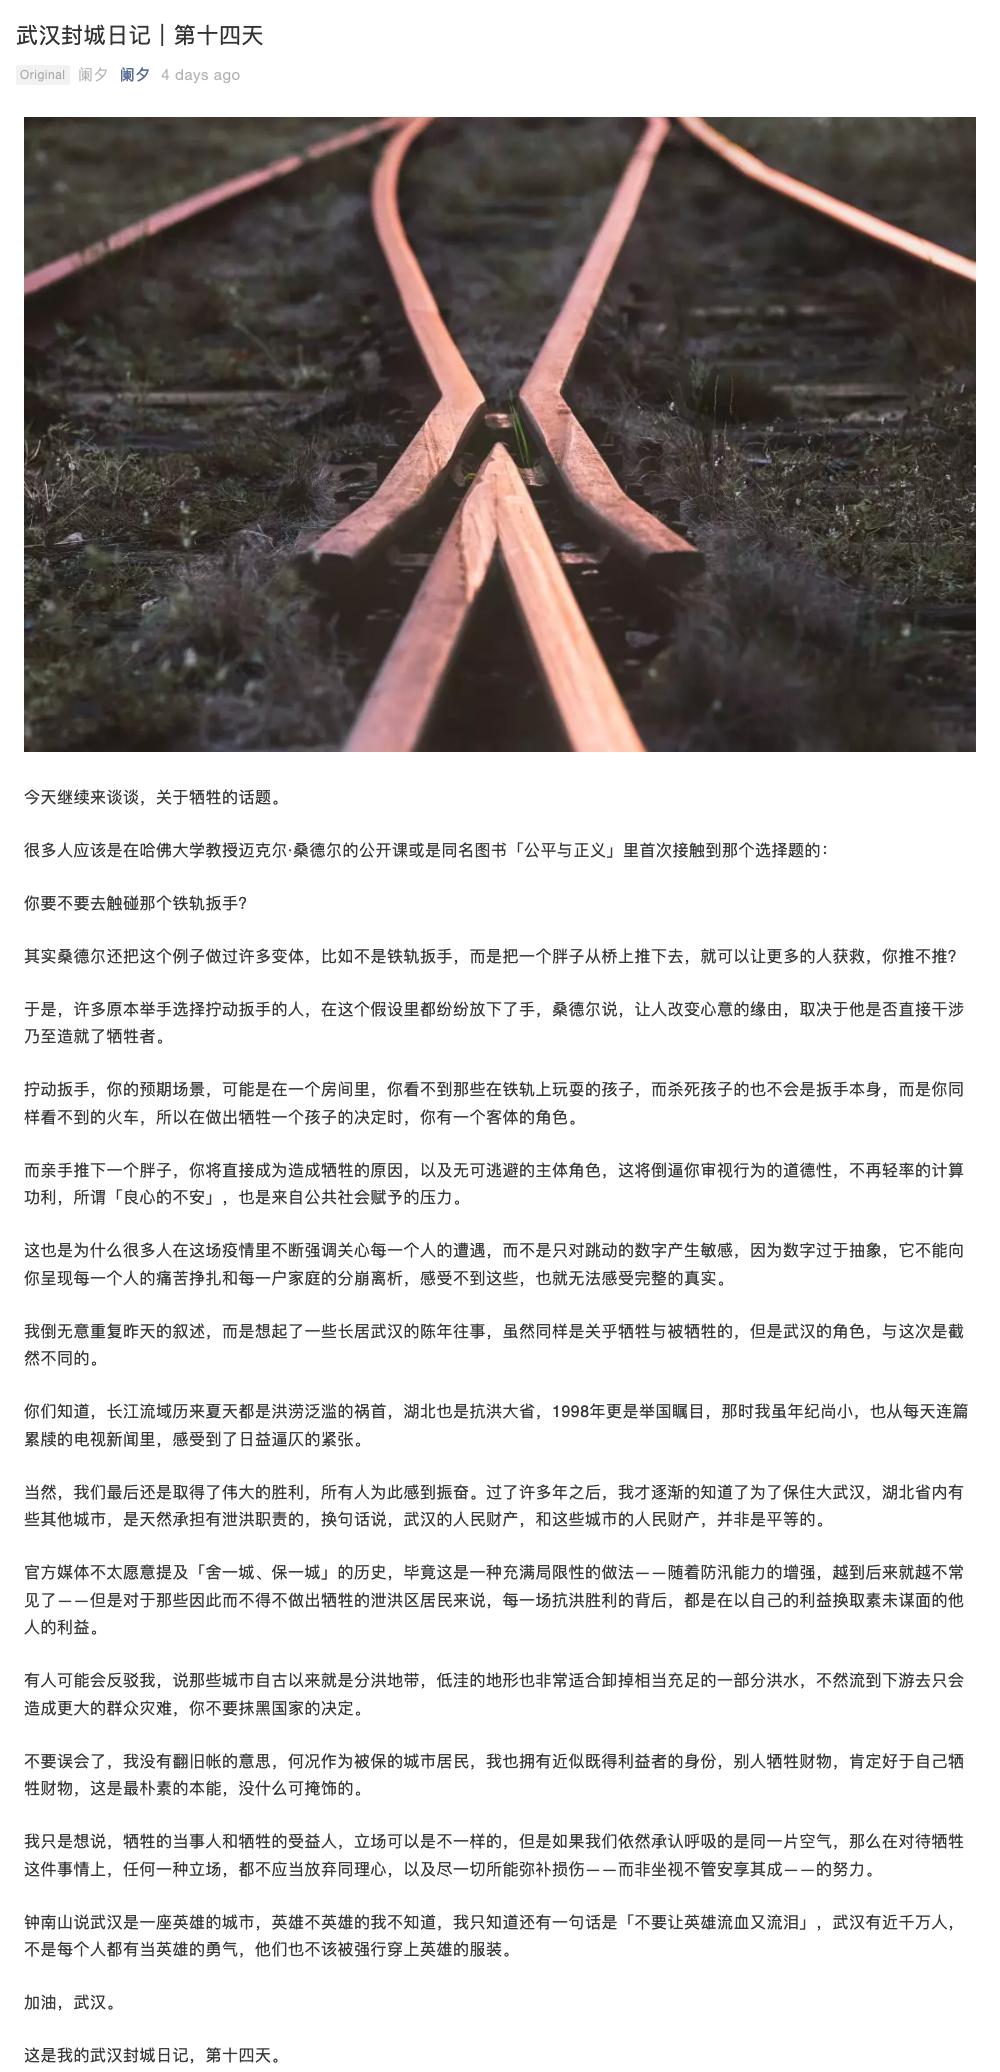 武汉封城日记 | 第十四天
Original 阑夕 阑夕 4 days ago
今天继续来谈谈，关于牺牲的话题。
很多人应该是在哈佛大学教授迈克尔·桑德尔的公开课或是同名图书「公平与正义」里首次接触到那个选择题的：
你要不要去触碰那个铁轨扳手？
其实桑德尔还把这个例子做过许多变体，比如不是铁轨扳手，而是把一个胖子从桥上推下去，就可以让更多的人获救，你推不推？
于是，许多原本举手选择拧动扳手的人，在这个假设里都纷纷放下了手，桑德尔说，让人改变心意的缘由，取决于他是否直接干涉
乃至造就了牺牲者。
拧动扳手，你的预期场景，可能是在一个房间里，你看不到那些在铁轨上玩耍的孩子，而杀死孩子的也不会是扳手本身，而是你同
样看不到的火车，所以在做出牺牲一个孩子的决定时，你有一个客体的角色。
而亲手推下一个胖子，你将直接成为造成牺牲的原因，以及无可逃避的主体角色，这将倒逼你审视行为的道德性，不再轻率的计算
功利，所谓「良心的不安」，也是来自公共社会赋予的压力。
这也是为什么很多人在这场疫情里不断强调关心每一个人的遭遇，而不是只对跳动的数字产生敏感，因为数字过于抽象，它不能向
你呈现每一个人的痛苦挣扎和每一户家庭的分崩离析，感受不到这些，也就无法感受完整的真实。
我倒无意重复昨天的叙述，而是想起了一些长居武汉的陈年往事，虽然同样是关乎牺牲与被牺牲的，但是武汉的角色，与这次是截
然不同的。
你们知道，长江流域历来夏天都是洪涝泛滥的祸首，湖北也是抗洪大省，1998年更是举国瞩目，那时我虽年纪尚小，也从每天连篇
累牍的电视新闻里，感受到了日益逼仄的紧张。
当然，我们最后还是取得了伟大的胜利，所有人为此感到振奋。过了许多年之后，我才逐渐的知道了为了保住大武汉，湖北省内有
些其他城市，是天然承担有泄洪职责的，换句话说，武汉的人民财产，和这些城市的人民财产，并非是平等的。
官方媒体不太愿意提及「舍一城、保一城」的历史，毕竟这是一种充满局限性的做法——随着防汛能力的增强，越到后来就越不常
见了——但是对于那些因此而不得不做出牺牲的泄洪区居民来说，每一场抗洪胜利的背后，都是在以自己的利益换取素未谋面的他
人的利益。
有人可能会反驳我，说那些城市自古以来就是分洪地带，低洼的地形也非常适合卸掉相当充足的一部分洪水，不然流到下游去只会
造成更大的群众灾难，你不要抹黑国家的决定。
不要误会了，我没有翻旧帐的意思，何况作为被保的城市居民，我也拥有近似既得利益者的身份，别人牺牲财物，肯定好于自己牺
牲财物，这是最朴素的本能，没什么可掩饰的。
我只是想说，牺牲的当事人和牺牲的受益人，立场可以是不一样的，但是如果我们依然承认呼吸的是同一片空气，那么在对待牺牲
这件事情上，任何一种立场，都不应当放弃同理心，以及尽一切所能弥补损伤——而非坐视不管安享其成——的努力。
钟南山说武汉是一座英雄的城市，英雄不英雄的我不知道，我只知道还有一句话是「不要让英雄流血又流泪」，武汉有近千万人，
不是每个人都有当英雄的勇气，他们也不该被强行穿上英雄的服装。
加油，武汉。
这是我的武汉封城日记，第十四天。